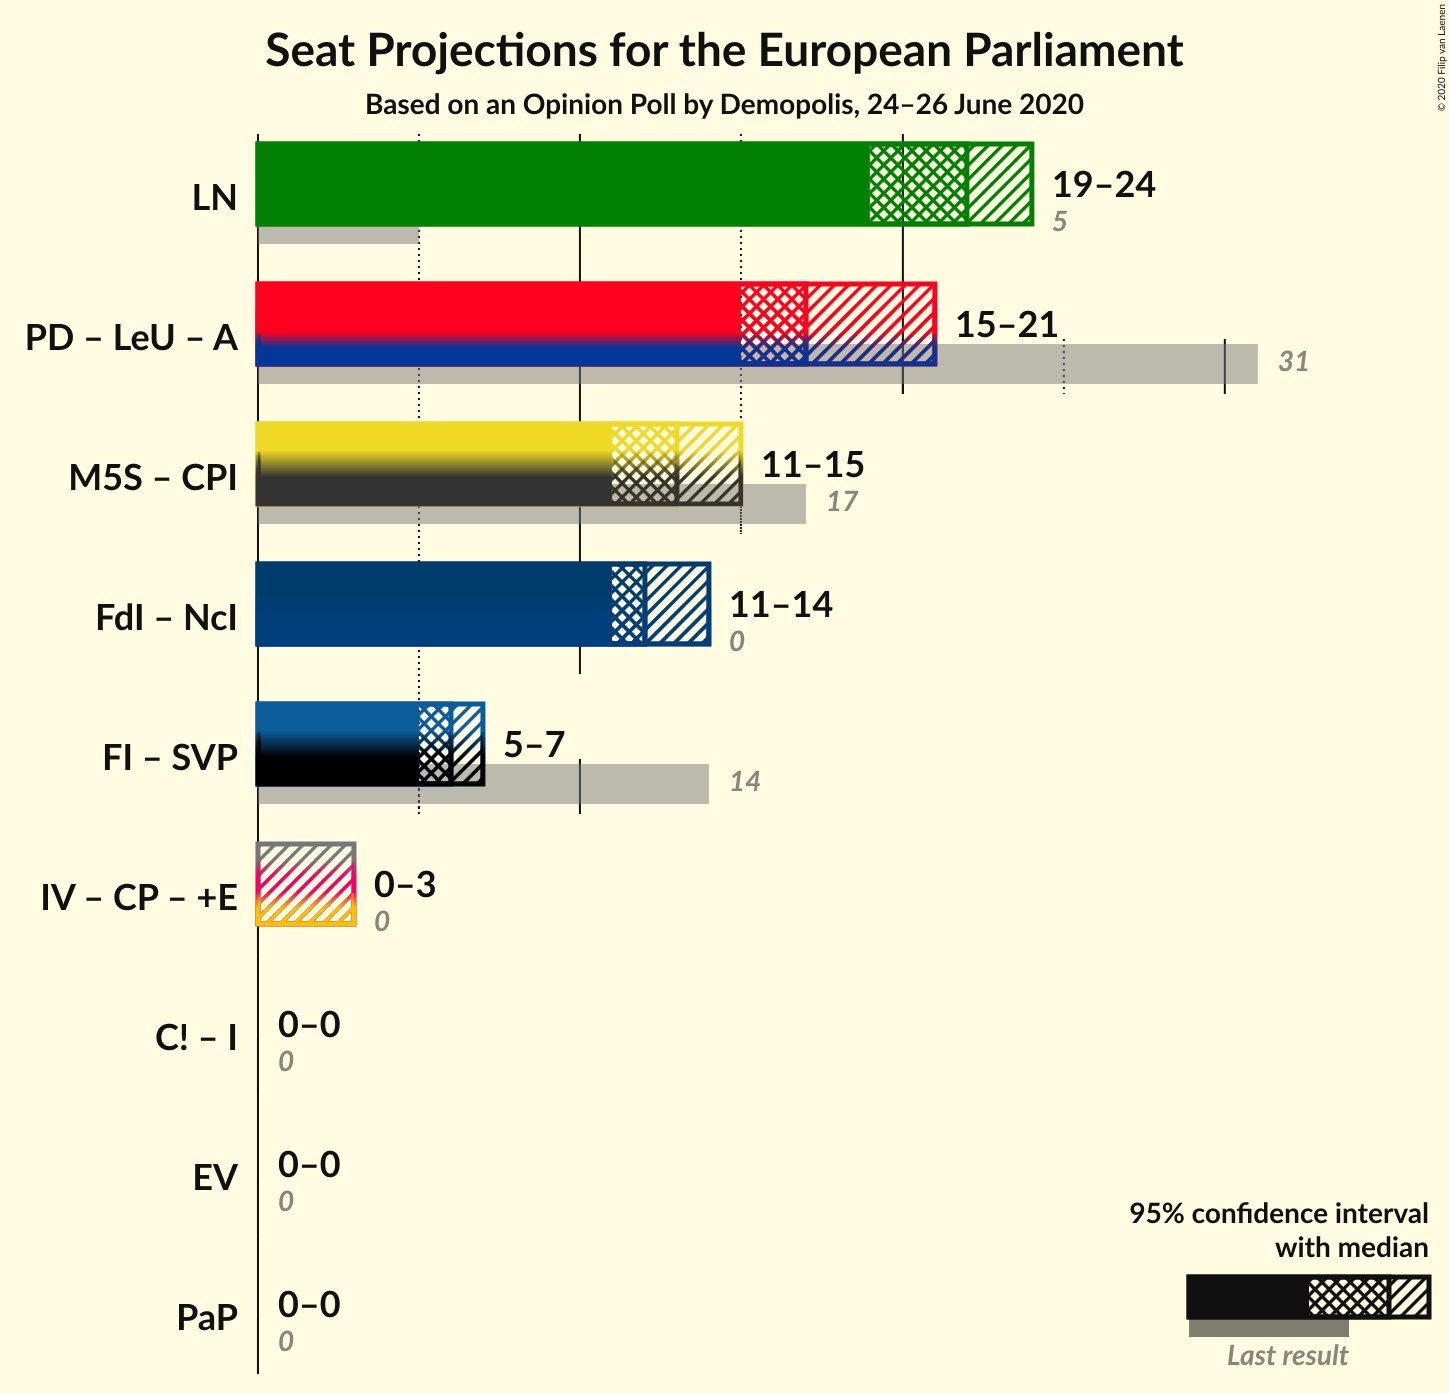 Seat Projections for the European Parliament
Based on an Opinion Poll by Demopolis, 24–26 June 2020
© 2020 Filip van Laenen
LN
19–24
5
PD – LeU – A
15–21
31
M5S – CPI
11–15
17
FdI – NcI
11–14
0
FI – SVP
5–7
14
IV – CP – +E
0–3
0
C! – I
0–0
0
EV
0–0
0
PaP
0–0
0
95% confidence interval
with median
Last result